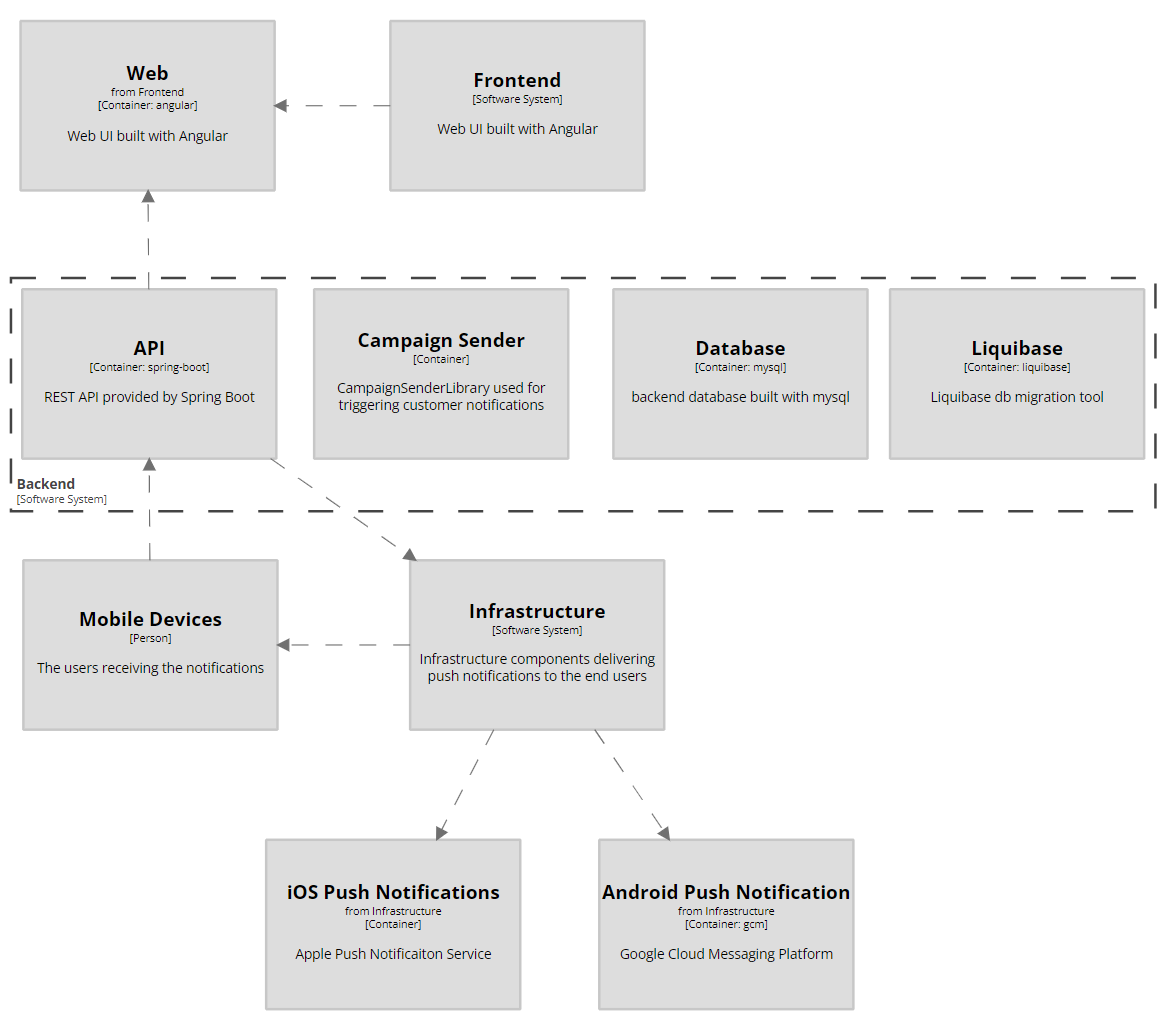 Web
from Frontend
[Container: angular]
Web UI built with Angular
Frontend
[Software System]
Web UI built with Angular
API
[Container: spring-boot]
REST API provided by Spring Boot
Campaign Sender
[Container]
CampaignSenderLibrary used for
triggering customer notifications
Database
[Container: mysql]
backend database built with mysql
Liquibase
[Container: liquibase]
Liquibase db migration tool
Backend
[Software System]
Mobile Devices
[Person]
The users receiving the notifications
Infrastructure
[Software System]
Infrastructure components delivering
push notifications to the end users
iOS Push Notifications
from Infrastructure
[Container]
Apple Push Notificaiton Service
Android Push Notification
from Infrastructure
[Container: gcm]
Google Cloud Messaging Platform